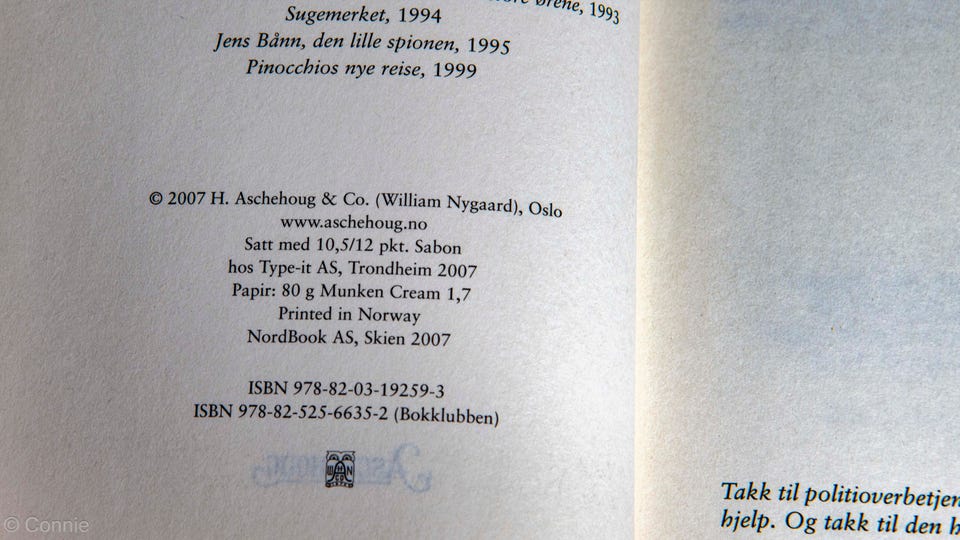 Ørene, 1993
Sugemerket, 1994
Jens Bånn, den lille spionen, 1995
Pinocchios nye reise, 1999
© 2007 H. Aschehoug & Co. (William Nygaard), Oslo
www.aschehoug.no
Satt med 10,5/12 pkt. Sabon
hos Type-it AS, Trondheim 2007
Papir: 80 g Munken Cream 1,7
Printed in Norway
NordBook AS, Skien 2007
ISBN 978-82-03-19259-3
ISBN 978-82-525-6635-2 (Bokklubben)
ASCHEHOUG
Takk til politioverbetjen
hjelp. Og takk til den h
© Connie